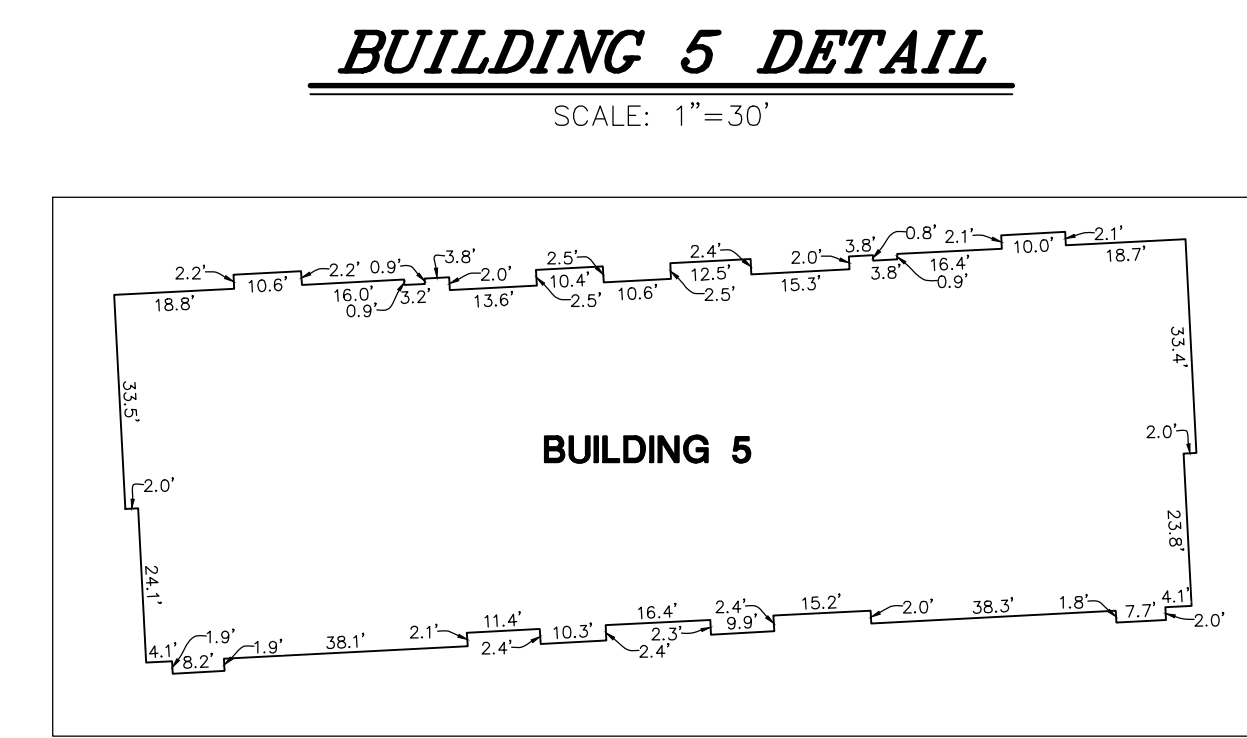 BUILDING 5 DETAIL
SCALE: 1"=30'
2.1' 10.0' 2.1' 18.7'
3.8' 0.8' 3.8' 0.9' 16.4'
2.4' 12.5' 2.5' 15.3' 2.0'
2.5' 10.4' 2.5' 10.6'
0.9' 3.2' 3.8' 2.0' 13.6'
18.8' 2.2' 10.6' 2.2' 16.0' 0.9'
33.5'
33.4'
BUILDING 5
2.0'
2.0'
24.1'
23.8'
4.1' 1.9' 8.2' 1.9' 38.1' 2.1' 11.4' 2.4' 10.3' 2.4' 16.4' 2.3' 9.9' 2.4' 15.2' 2.0' 38.3' 1.8' 7.7' 2.0' 4.1'